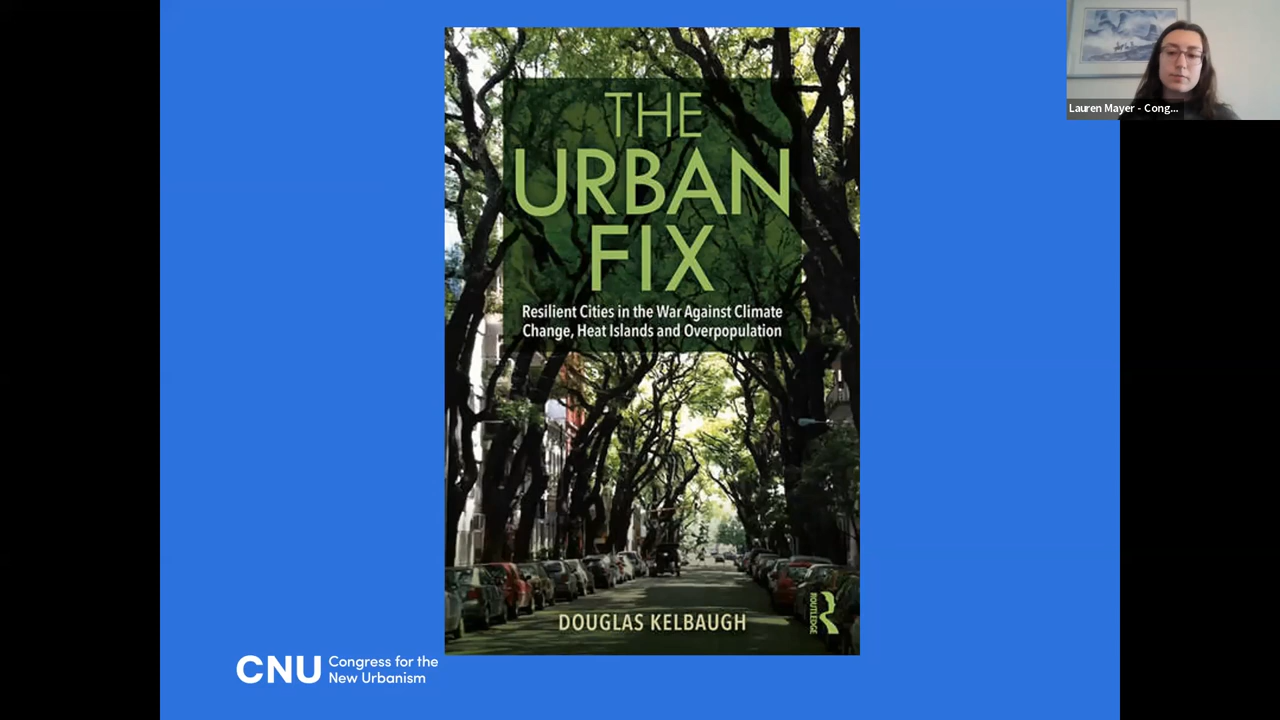 THE
URBAN
FIX
Resilient Cities in the War Against Climate
Change, Heat Islands and Overpopulation
DOUGLAS KELBAUGH
ROUTLEDGE
CNU Congress for the
New Urbanism
Lauren Mayer - Cong...